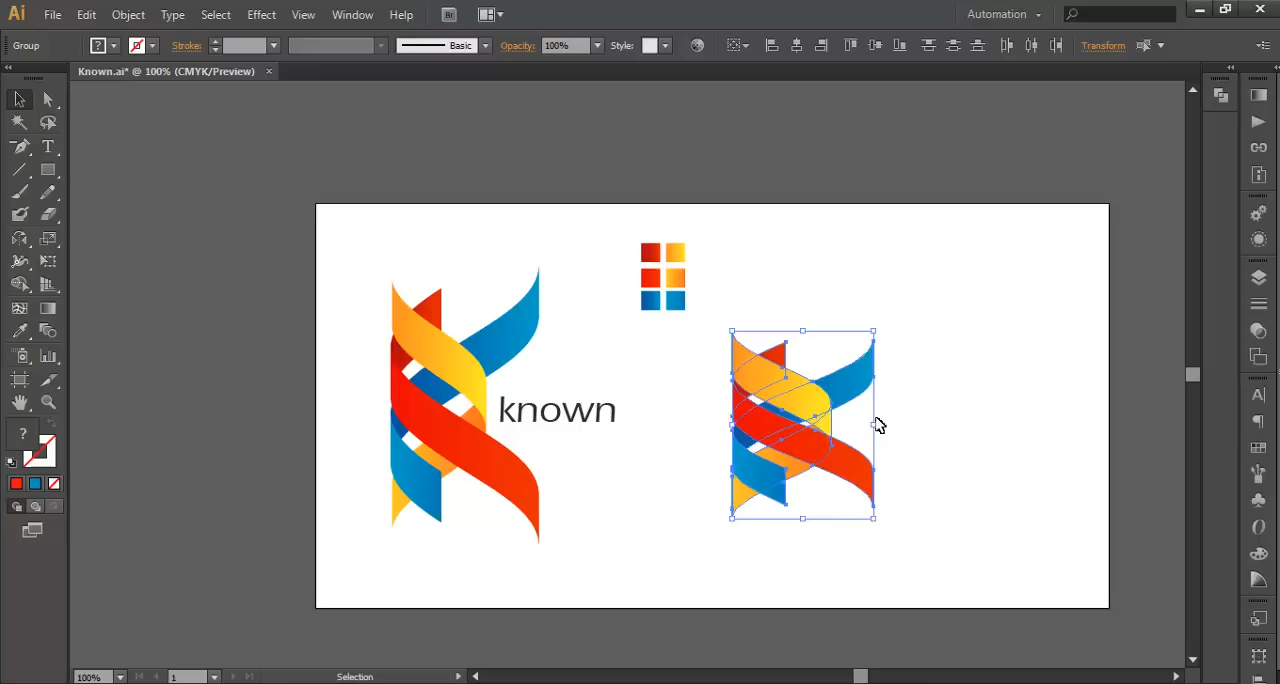 Ai File Edit Object Type Select Effect View Window Help Br Automation
Group ? Stroke: Basic Opacity: 100% Style: Transform
Known.ai* @ 100% (CMYK/Preview) ×
known
?
100% 1 Selection